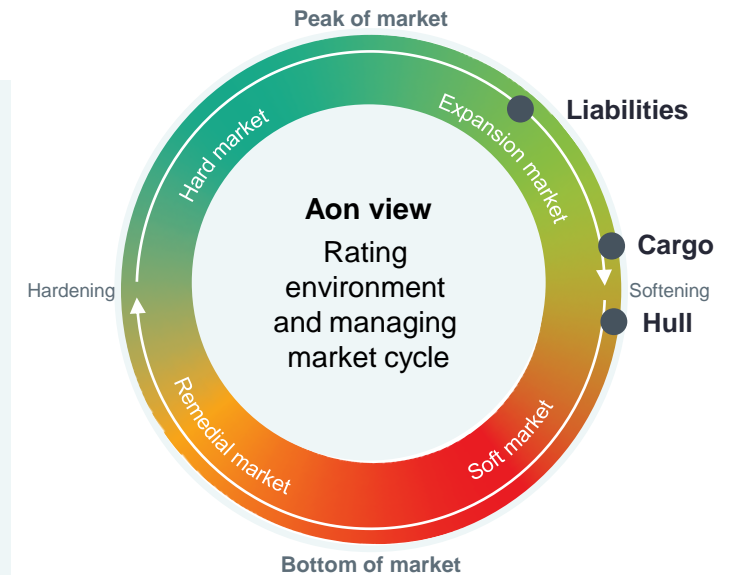 Peak of market
Hard market
Expansion market
Liabilities
Aon view
Rating
environment
and managing
market cycle
Cargo
Hardening
Softening
Hull
Remedial market
Soft market
Bottom of market